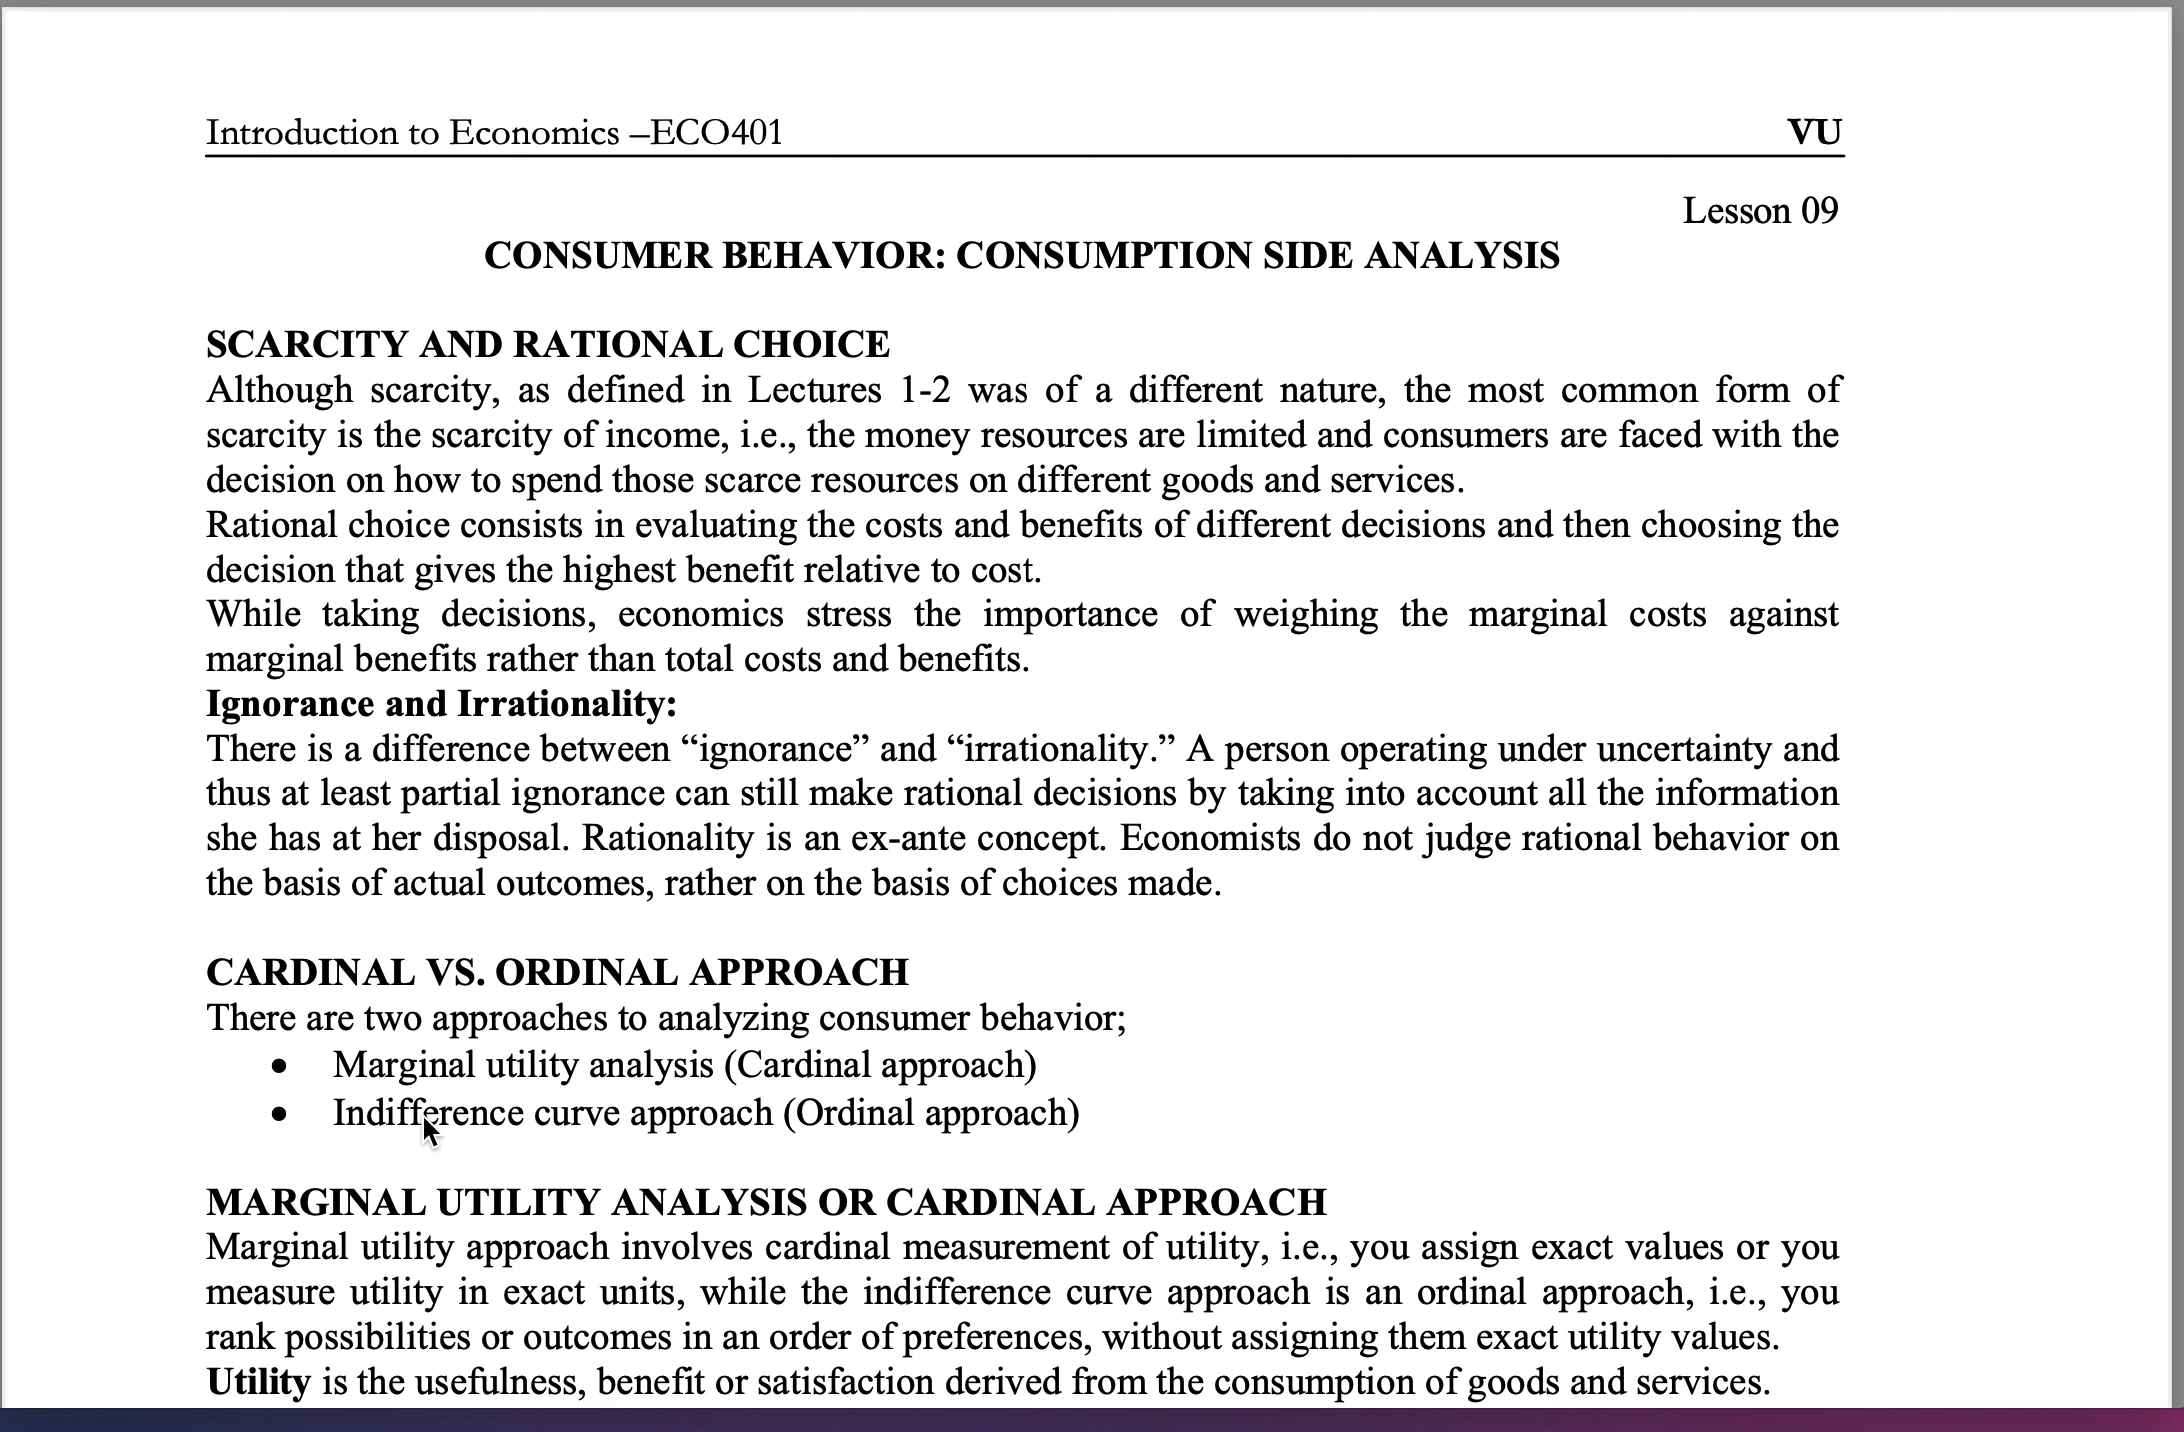 Introduction to Economics –ECO401 VU
Lesson 09
CONSUMER BEHAVIOR: CONSUMPTION SIDE ANALYSIS
SCARCITY AND RATIONAL CHOICE
Although scarcity, as defined in Lectures 1-2 was of a different nature, the most common form of
scarcity is the scarcity of income, i.e., the money resources are limited and consumers are faced with the
decision on how to spend those scarce resources on different goods and services.
Rational choice consists in evaluating the costs and benefits of different decisions and then choosing the
decision that gives the highest benefit relative to cost.
While taking decisions, economics stress the importance of weighing the marginal costs against
marginal benefits rather than total costs and benefits.
Ignorance and Irrationality:
There is a difference between “ignorance” and “irrationality.” A person operating under uncertainty and
thus at least partial ignorance can still make rational decisions by taking into account all the information
she has at her disposal. Rationality is an ex-ante concept. Economists do not judge rational behavior on
the basis of actual outcomes, rather on the basis of choices made.
CARDINAL VS. ORDINAL APPROACH
There are two approaches to analyzing consumer behavior;
• Marginal utility analysis (Cardinal approach)
• Indifference curve approach (Ordinal approach)
MARGINAL UTILITY ANALYSIS OR CARDINAL APPROACH
Marginal utility approach involves cardinal measurement of utility, i.e., you assign exact values or you
measure utility in exact units, while the indifference curve approach is an ordinal approach, i.e., you
rank possibilities or outcomes in an order of preferences, without assigning them exact utility values.
Utility is the usefulness, benefit or satisfaction derived from the consumption of goods and services.